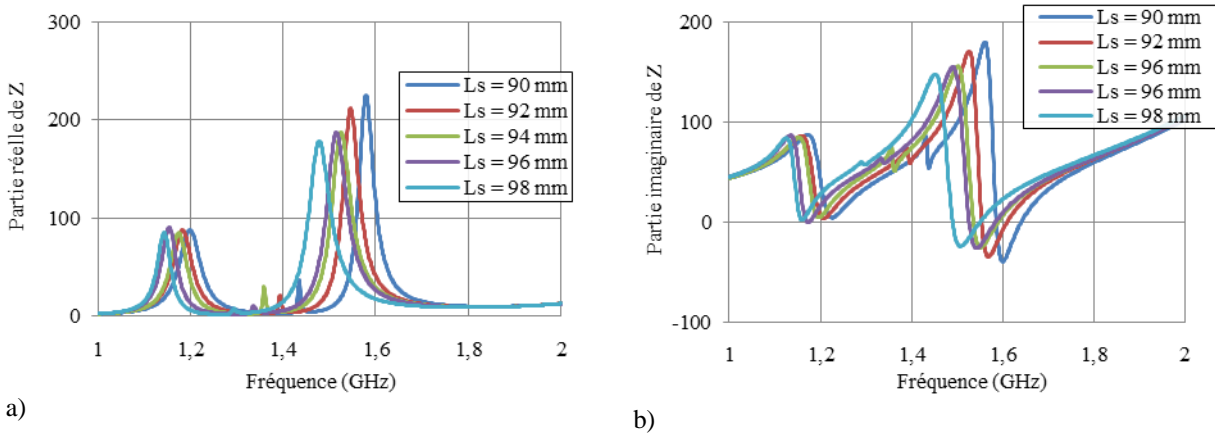 300
200
100
0
Partie réelle de Z
1
1,2
1,4
1,6
1,8
2
Fréquence (GHz)
Ls = 90 mm
Ls = 92 mm
Ls = 94 mm
Ls = 96 mm
Ls = 98 mm
a)
200
100
0
-100
Partie imaginaire de Z
1
1,2
1,4
1,6
1,8
2
Fréquence (GHz)
Ls = 90 mm
Ls = 92 mm
Ls = 96 mm
Ls = 96 mm
Ls = 98 mm
b)